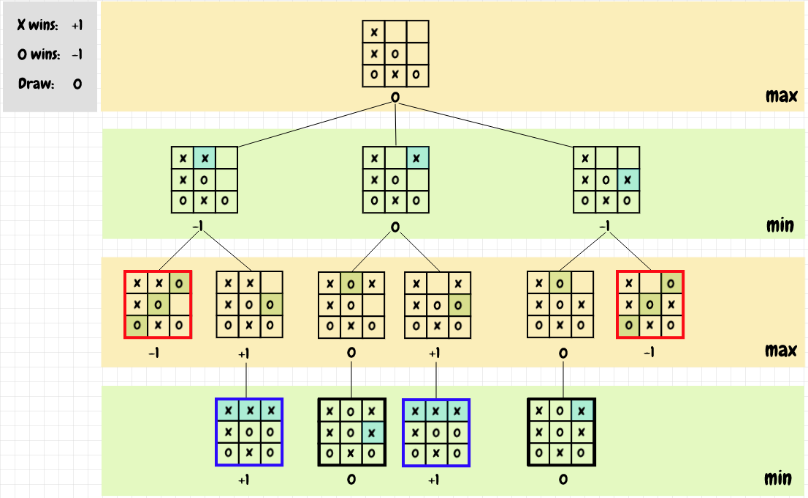 X wins: +1
O wins: -1
Draw: 0
X
X O
O X O
0
max
X X
X O
O X O
X X
X O
O X O
X
X O X
O X O
-1
0
-1
min
X X O
X O
O X O
X X
X O O
O X O
X O X
X O
O X O
X X
X O O
O X O
X O
X O X
O X O
X O
X O X
O X O
-1
+1
0
+1
0
-1
max
X X X
X O O
O X O
X O X
X O X
O X O
X X X
X O O
O X O
X O X
X O X
O X O
+1
0
+1
0
min